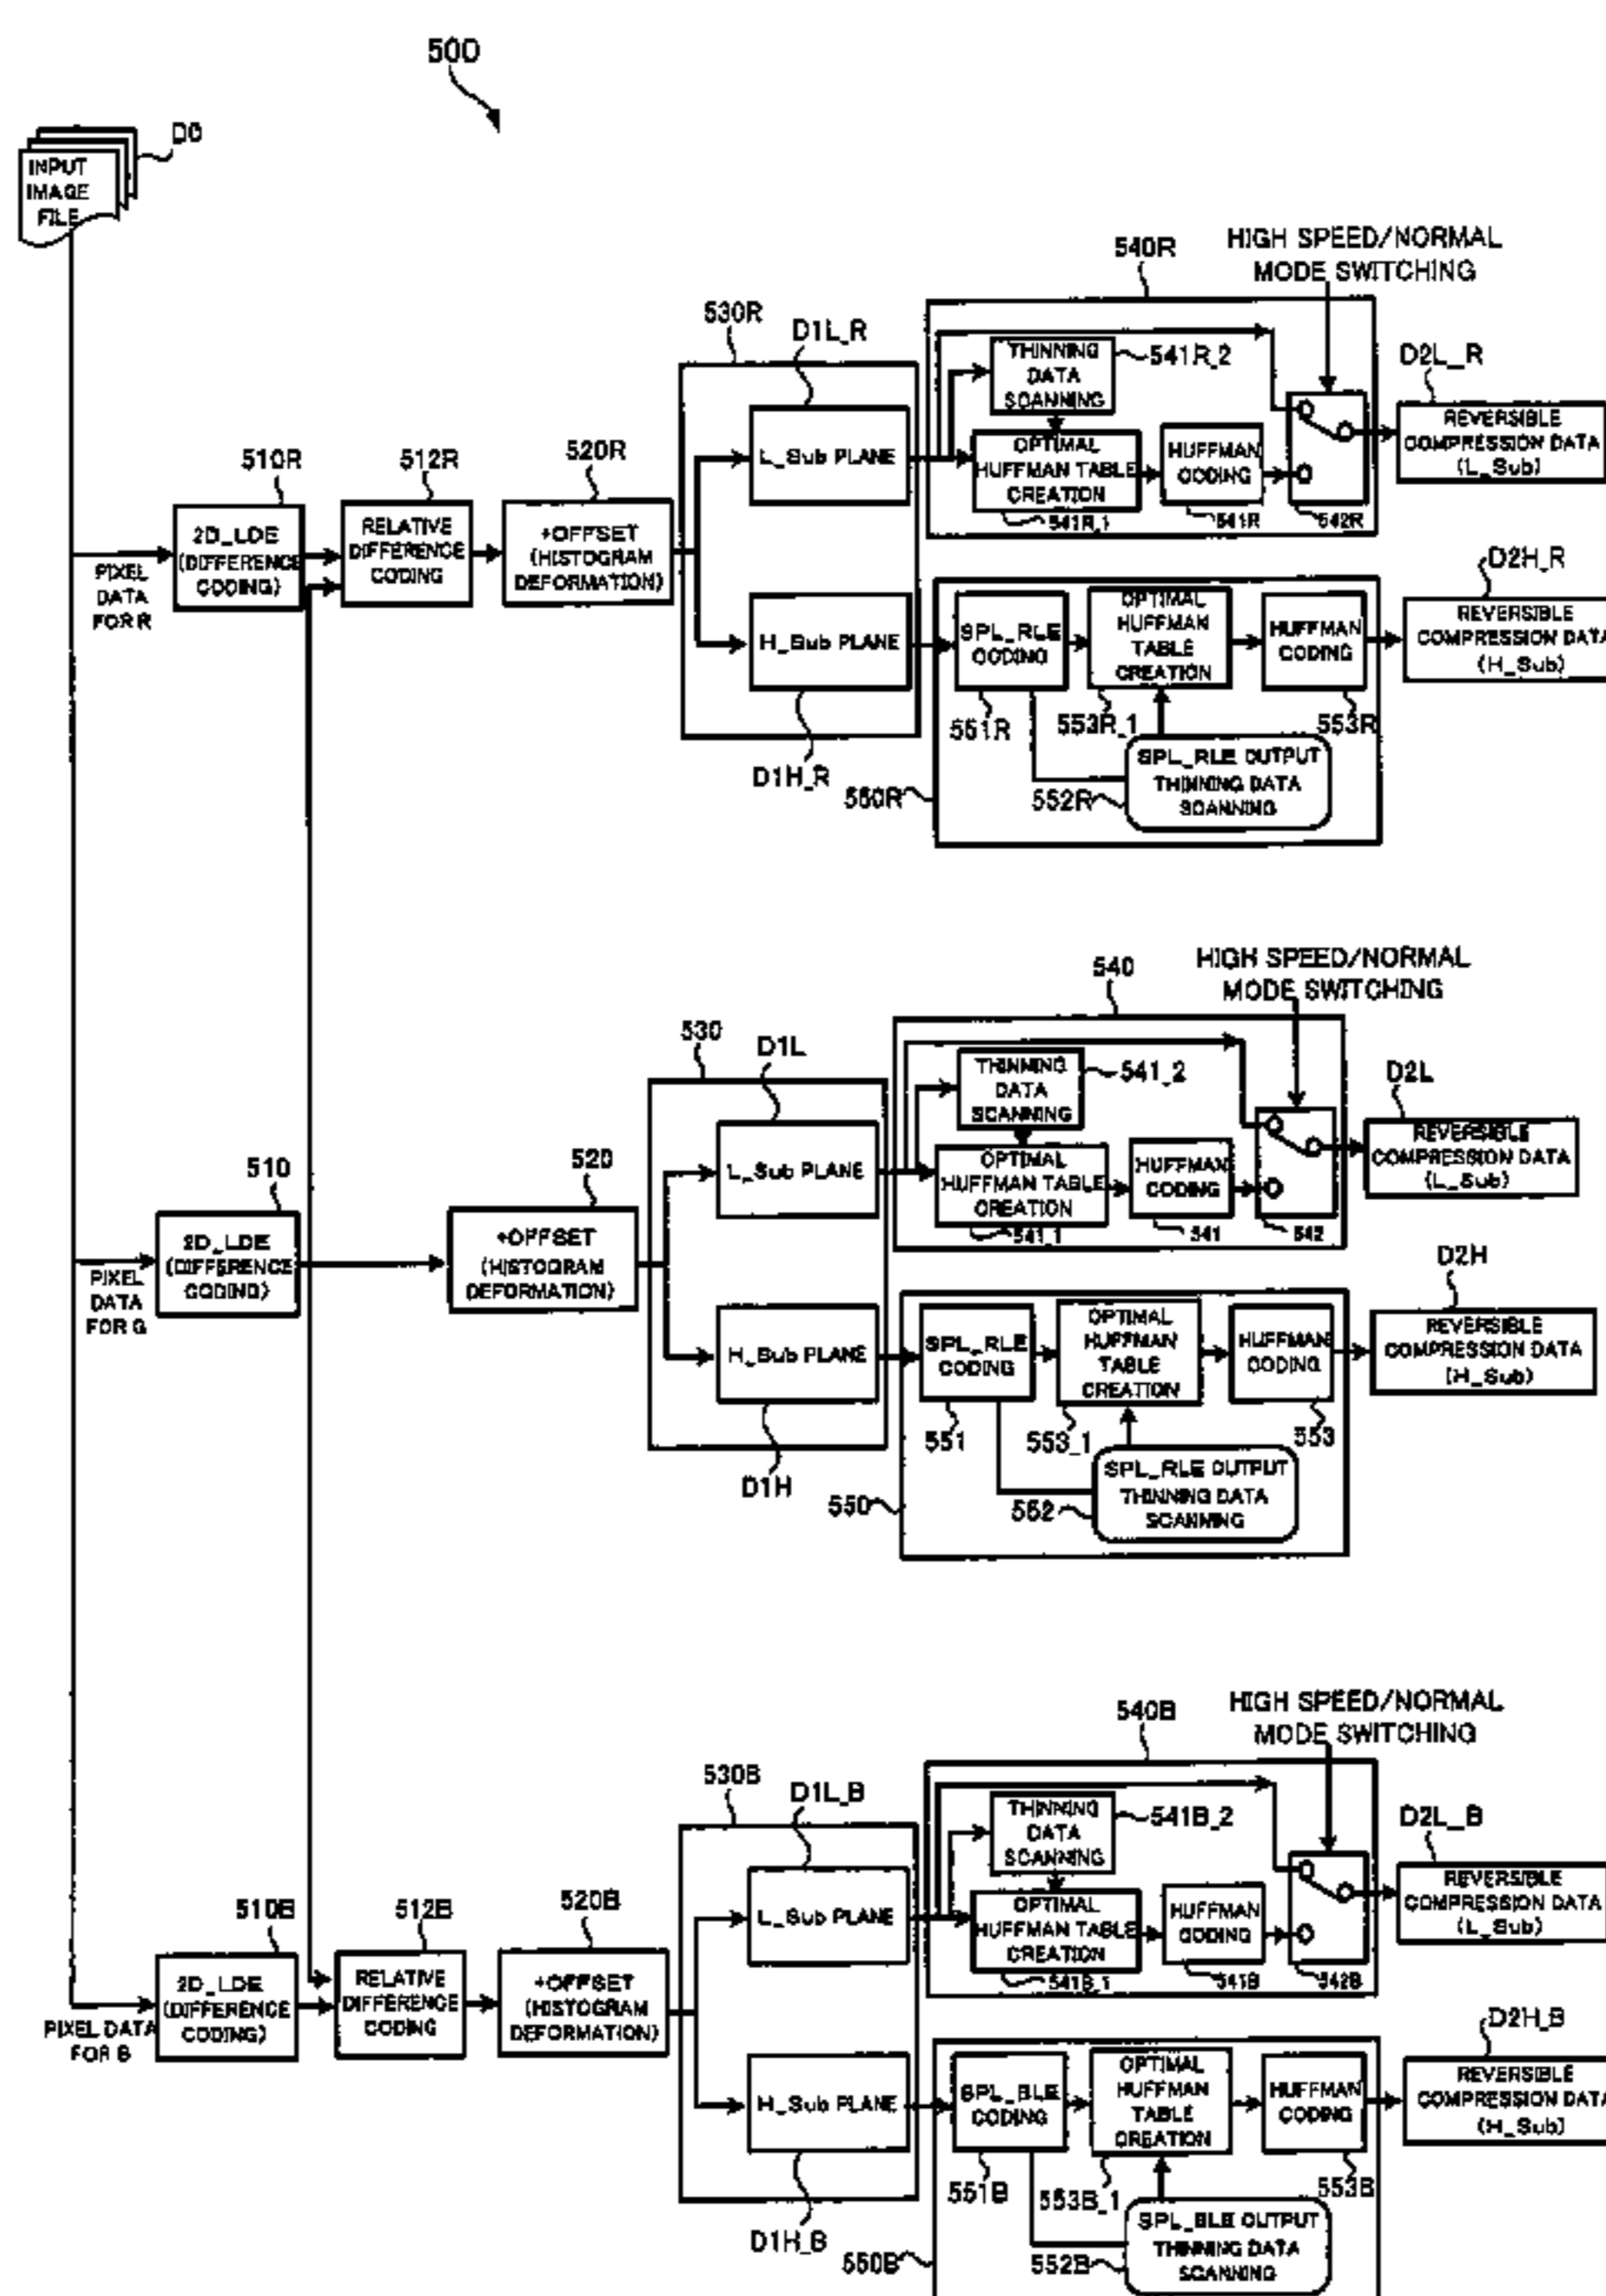 500
D0
INPUT
IMAGE
FILE
HIGH SPEED/NORMAL
MODE SWITCHING
540R
530R
D1L_R
THINNING
DATA
SCANNING
541R_2
D2L_R
REVERSIBLE
COMPRESSION DATA
(L_Sub)
510R
512R
520R
L_Sub PLANE
OPTIMAL
HUFFMAN TABLE
CREATION
HUFFMAN
CODING
541R_1
541R
542R
2D_LDE
(DIFFERENCE
CODING)
RELATIVE
DIFFERENCE
CODING
+OFFSET
(HISTOGRAM
DEFORMATION)
PIXEL
DATA
FOR R
D2H_R
H_Sub PLANE
SPL_RLE
CODING
OPTIMAL
HUFFMAN
TABLE
CREATION
HUFFMAN
CODING
REVERSIBLE
COMPRESSION DATA
(H_Sub)
551R
553R_1
553R
D1H_R
550R
552R
SPL_RLE OUTPUT
THINNING DATA
SCANNING
HIGH SPEED/NORMAL
MODE SWITCHING
540
530
D1L
THINNING
DATA
SCANNING
541_2
D2L
REVERSIBLE
COMPRESSION DATA
(L_Sub)
510
520
L_Sub PLANE
OPTIMAL
HUFFMAN TABLE
CREATION
HUFFMAN
CODING
541_1
541
542
2D_LDE
(DIFFERENCE
CODING)
+OFFSET
(HISTOGRAM
DEFORMATION)
PIXEL
DATA
FOR G
D2H
H_Sub PLANE
SPL_RLE
CODING
OPTIMAL
HUFFMAN
TABLE
CREATION
HUFFMAN
CODING
REVERSIBLE
COMPRESSION DATA
(H_Sub)
551
553_1
553
D1H
550
552
SPL_RLE OUTPUT
THINNING DATA
SCANNING
HIGH SPEED/NORMAL
MODE SWITCHING
540B
530B
D1L_B
THINNING
DATA
SCANNING
541B_2
D2L_B
REVERSIBLE
COMPRESSION DATA
(L_Sub)
510B
512B
520B
L_Sub PLANE
OPTIMAL
HUFFMAN TABLE
CREATION
HUFFMAN
CODING
541B_1
541B
542B
2D_LDE
(DIFFERENCE
CODING)
RELATIVE
DIFFERENCE
CODING
+OFFSET
(HISTOGRAM
DEFORMATION)
PIXEL DATA
FOR B
D2H_B
H_Sub PLANE
SPL_BLE
CODING
OPTIMAL
HUFFMAN
TABLE
CREATION
HUFFMAN
CODING
REVERSIBLE
COMPRESSION DATA
(H_Sub)
551B
553B_1
553B
D1H_B
550B
552B
SPL_BLE OUTPUT
THINNING DATA
SCANNING